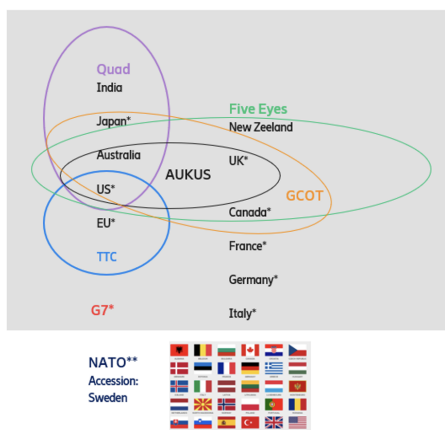 Quad
India
Five Eyes
Japan*
New Zeeland
Australia
UK*
AUKUS
US*
GCOT
Canada*
EU*
France*
TTC
Germany*
G7*
Italy*
NATO**
Accession:
Sweden